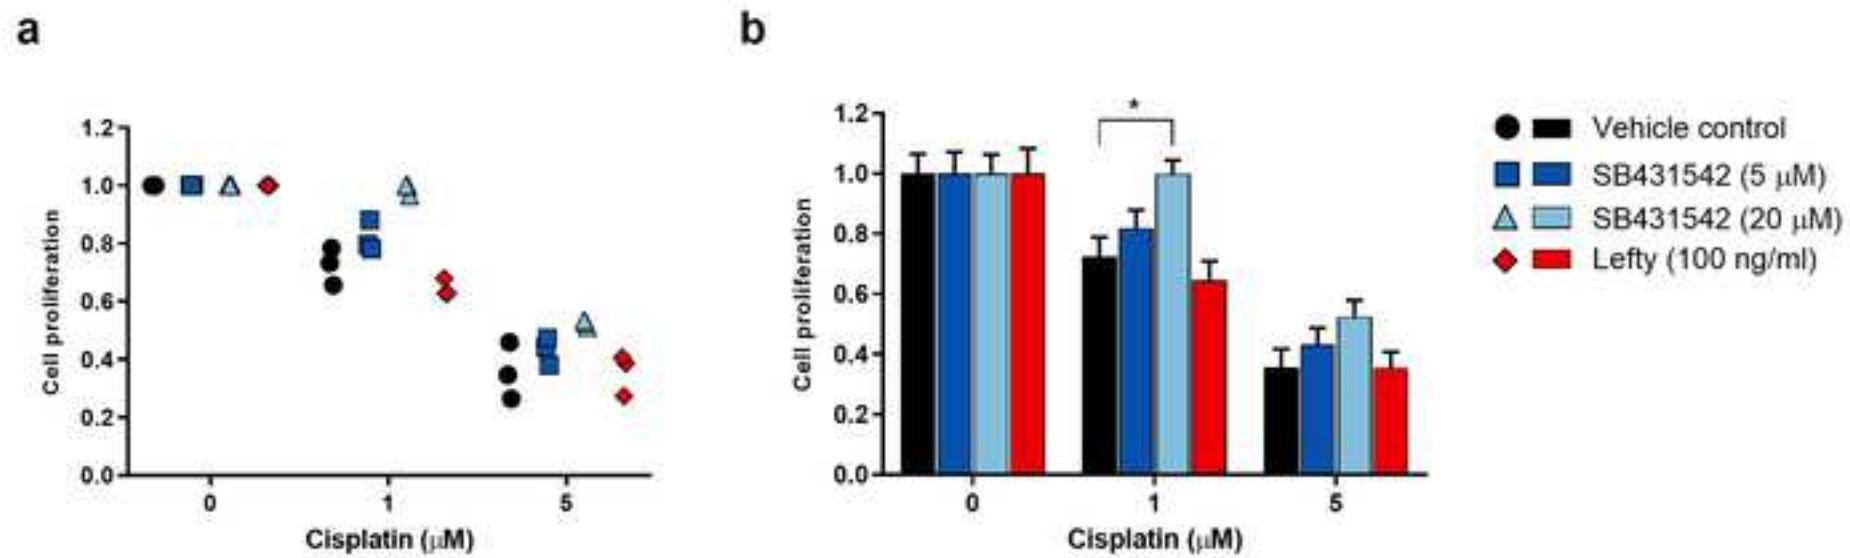 a
Cell proliferation
1.2
1.0
0.8
0.6
0.4
0.2
0.0
0 1 5
Cisplatin (μM)
b
Cell proliferation
1.2
1.0
0.8
0.6
0.4
0.2
0.0
*
0 1 5
Cisplatin (μM)
Vehicle control
SB431542 (5 μM)
SB431542 (20 μM)
Lefty (100 ng/ml)